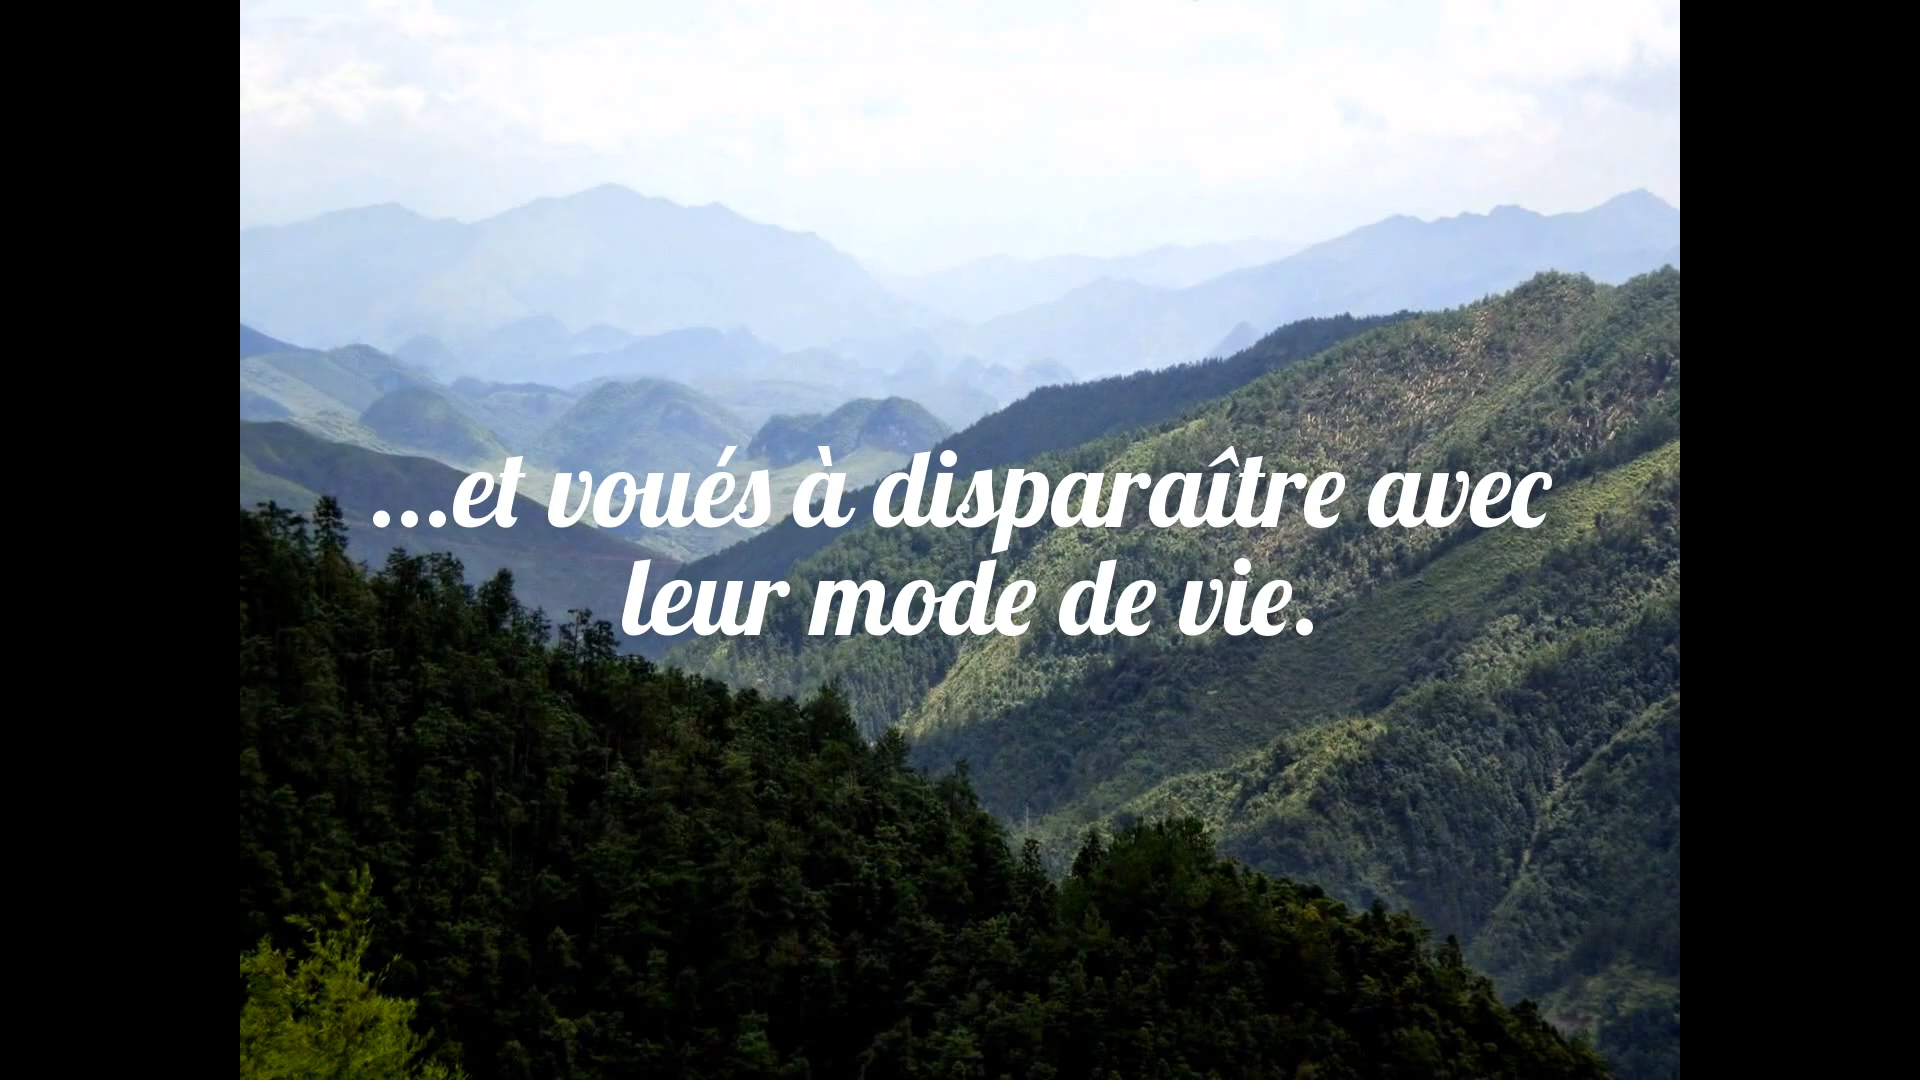 ...et voués à disparaître avec
leur mode de vie.